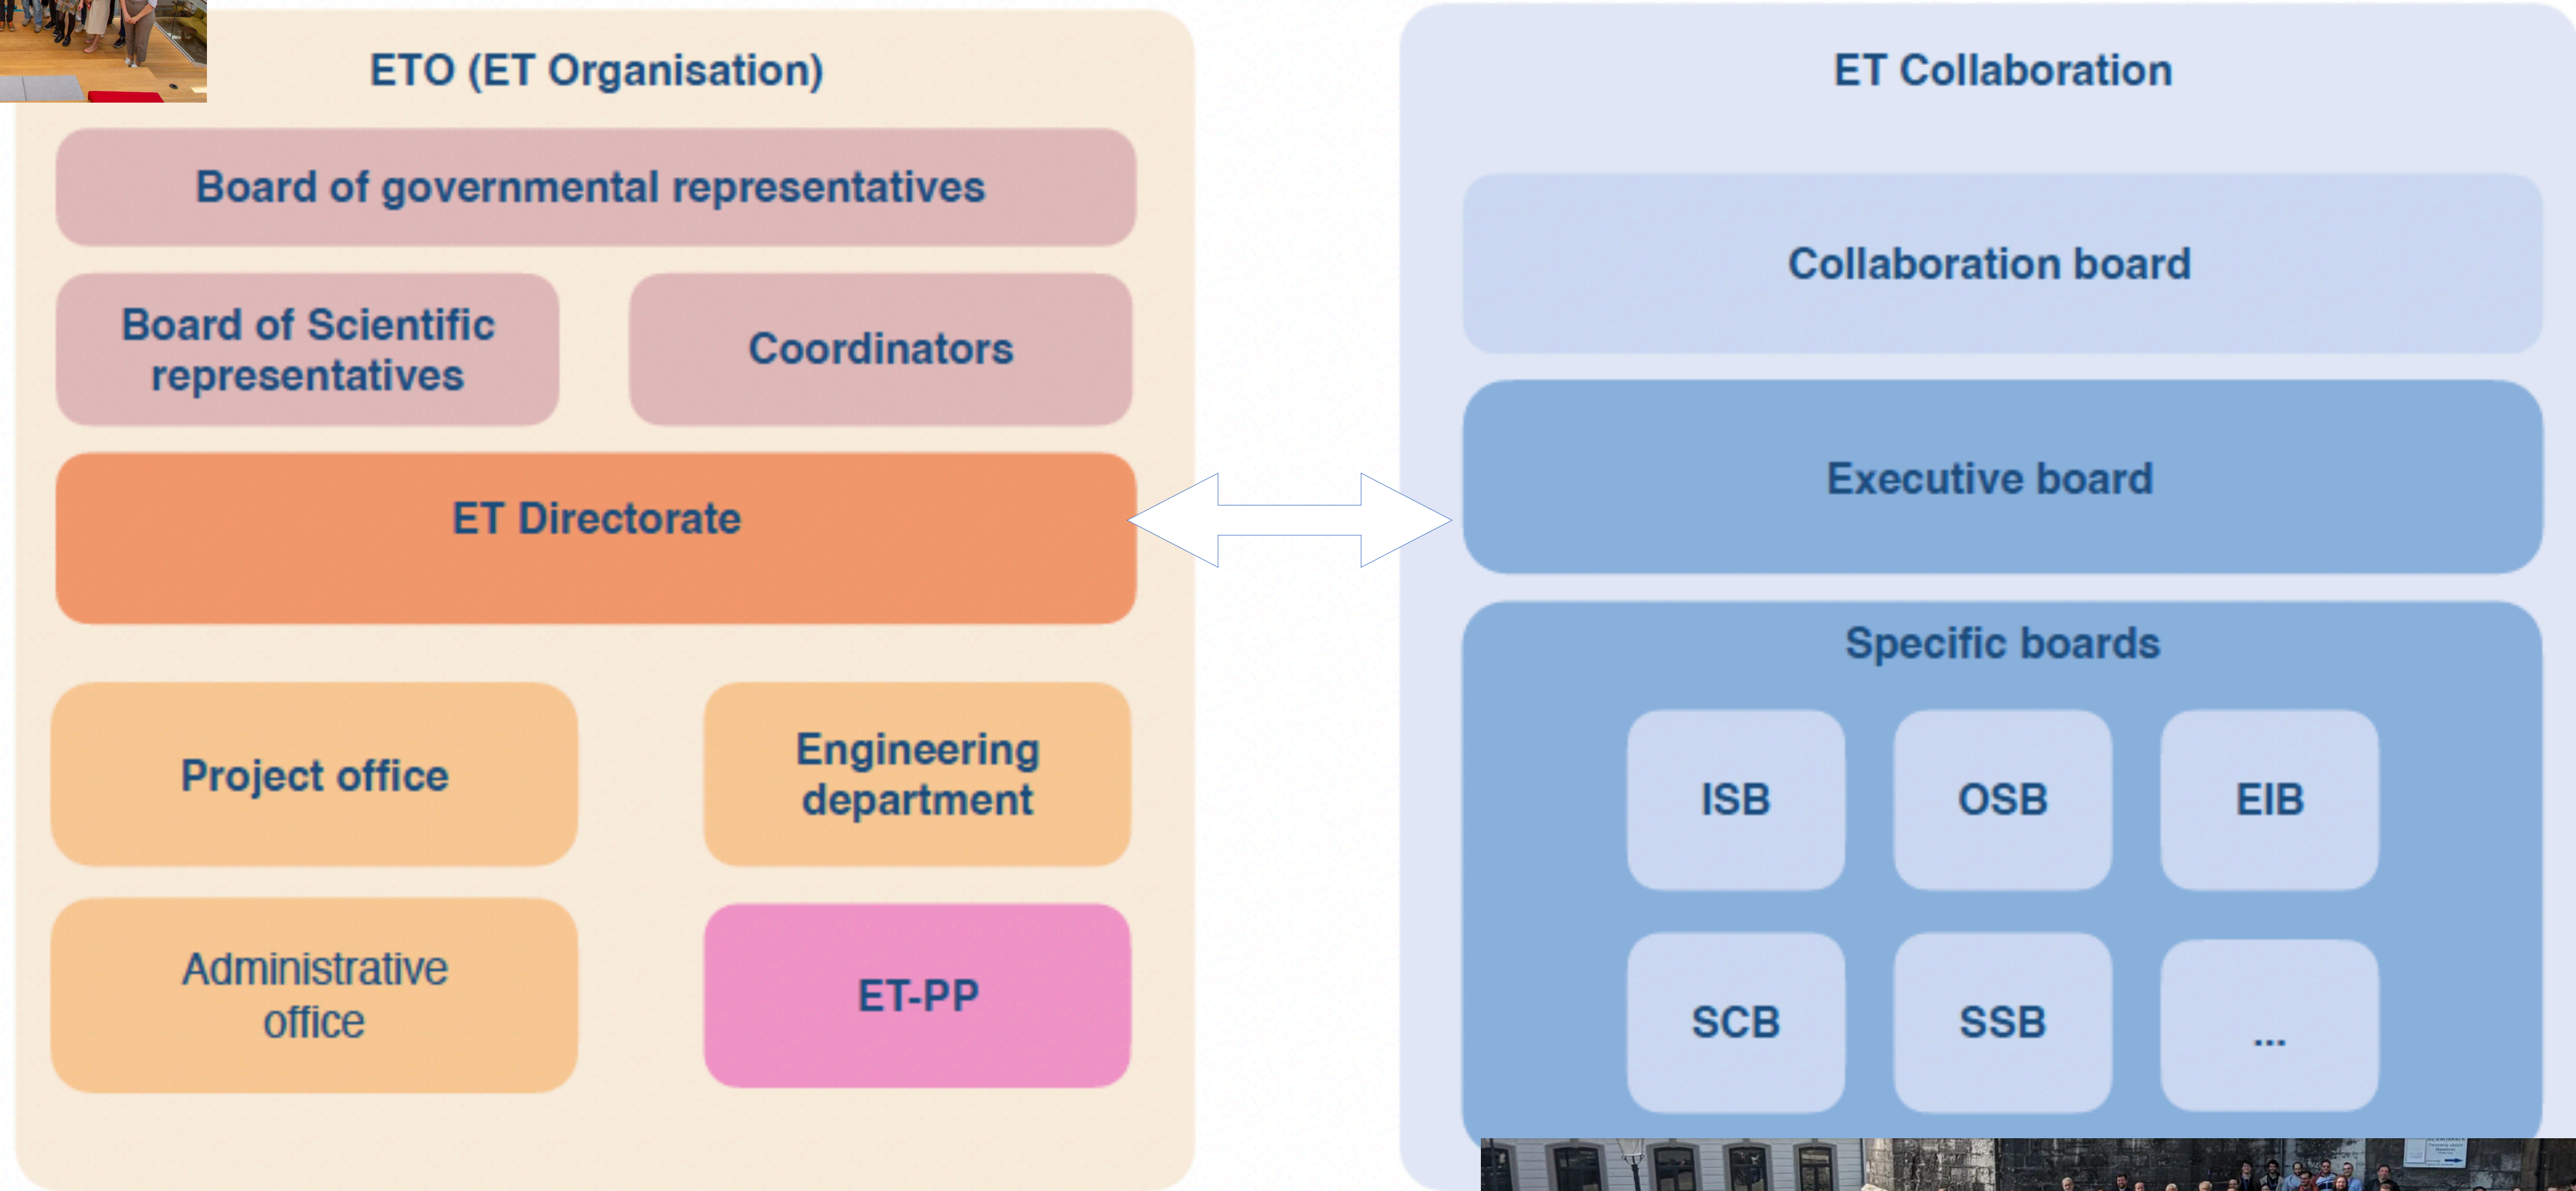 ETO (ET Organisation)
Board of governmental representatives
Board of Scientific
representatives
Coordinators
ET Directorate
Project office
Engineering
department
Administrative
office
ET-PP
ET Collaboration
Collaboration board
Executive board
Specific boards
ISB
OSB
EIB
SCB
SSB
...